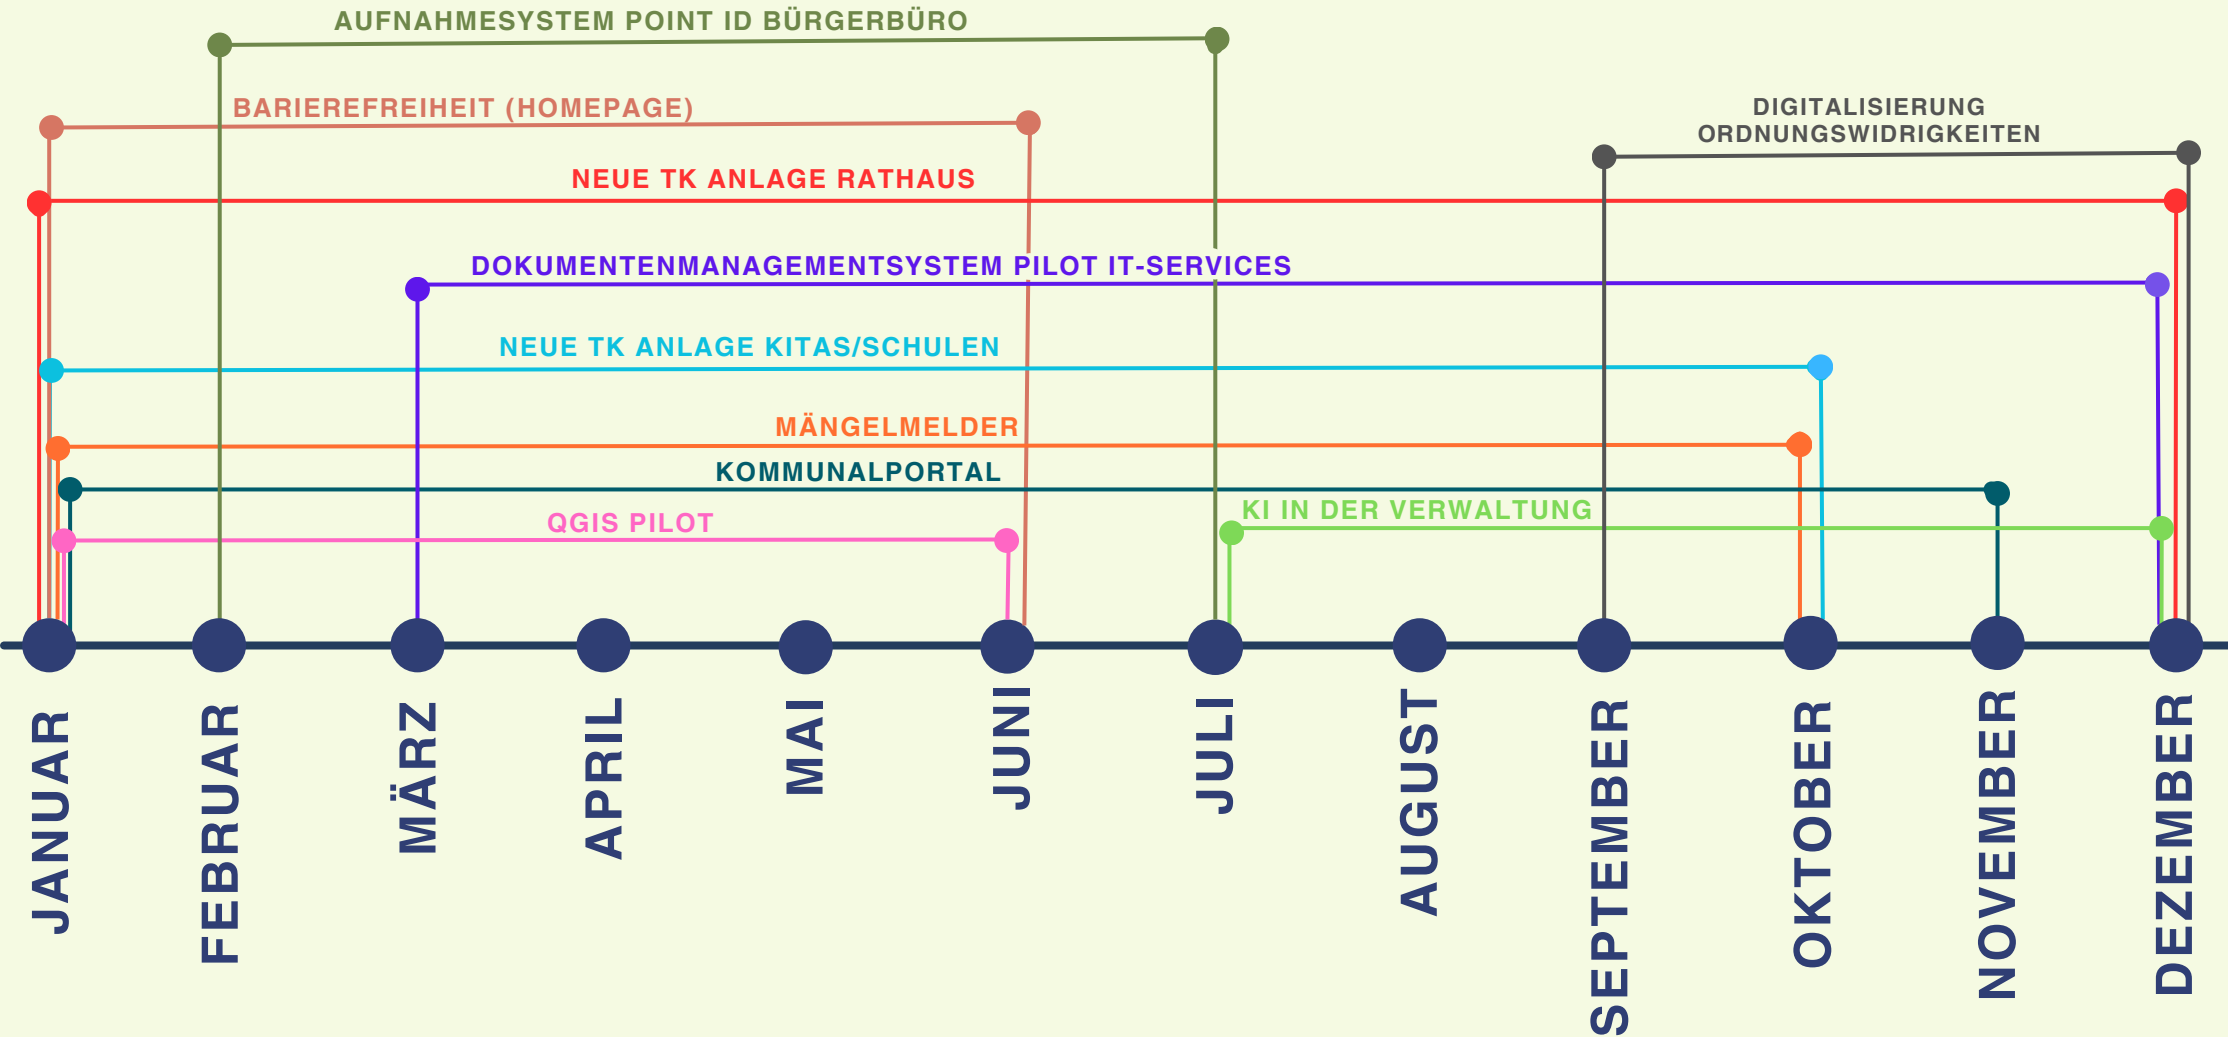 AUFNAHMESYSTEM POINT ID BÜRGERBÜRO
BARIEREFREIHEIT (HOMEPAGE)
DIGITALISIERUNG
ORDNUNGSWIDRIGKEITEN
NEUE TK ANLAGE RATHAUS
DOKUMENTENMANAGEMENTSYSTEM PILOT IT-SERVICES
NEUE TK ANLAGE KITAS/SCHULEN
MÄNGELMELDER
KOMMUNALPORTAL
KI IN DER VERWALTUNG
QGIS PILOT
JANUAR
FEBRUAR
MÄRZ
APRIL
MAI
JUNI
JULI
AUGUST
SEPTEMBER
OKTOBER
NOVEMBER
DEZEMBER